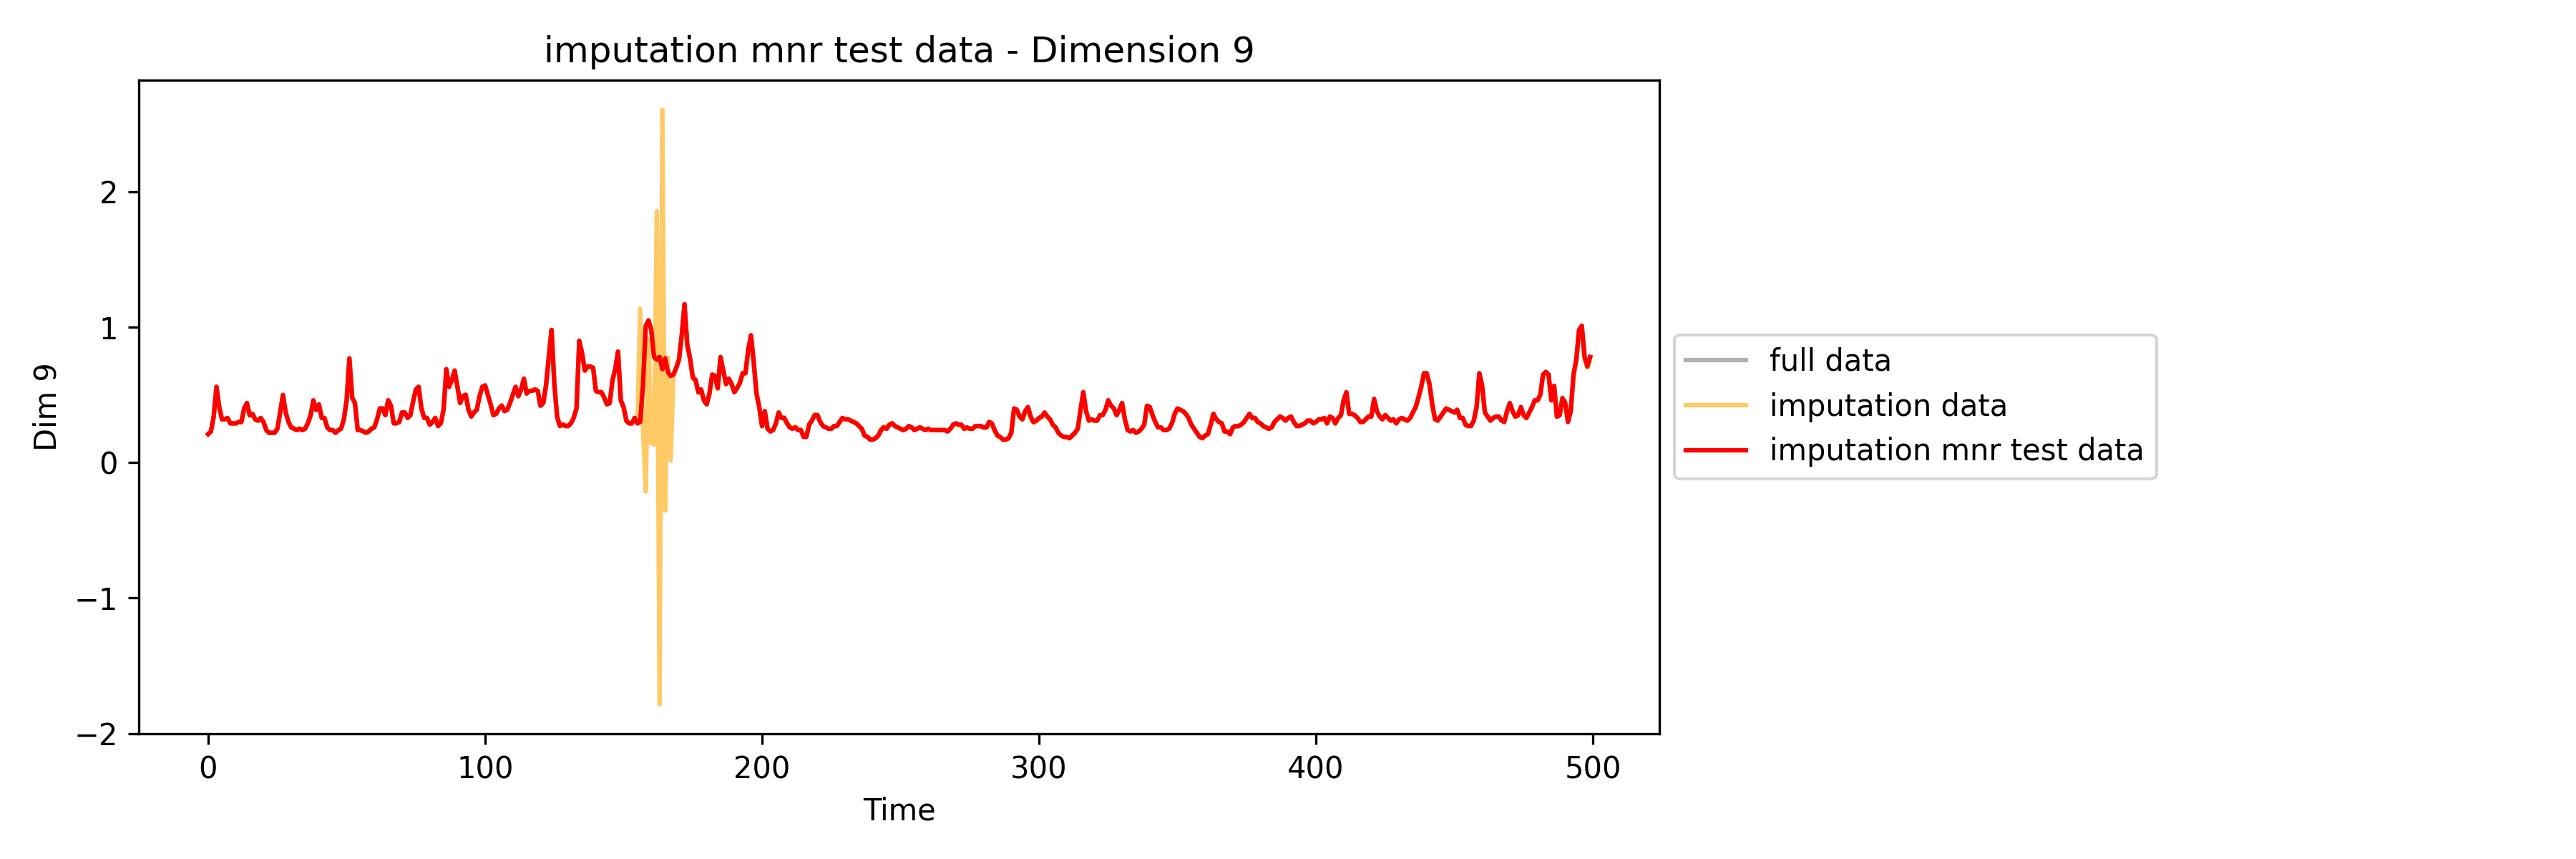 imputation mnr test data - Dimension 9
Dim 9
2
1
0
−1
−2
0 100 200 300 400 500
Time
full data
imputation data
imputation mnr test data